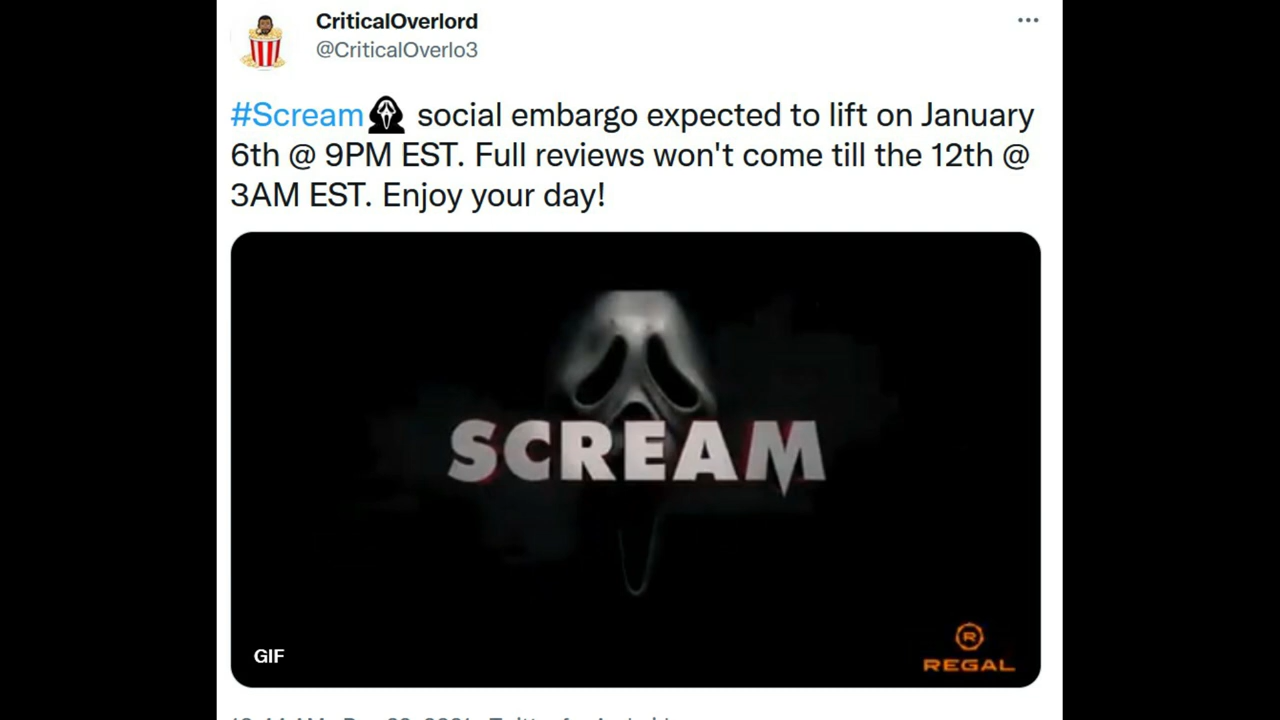 CriticalOverlord
@CriticalOverlo3
#Scream social embargo expected to lift on January
6th @ 9PM EST. Full reviews won't come till the 12th @
3AM EST. Enjoy your day!
SCREAM
GIF
R
REGAL